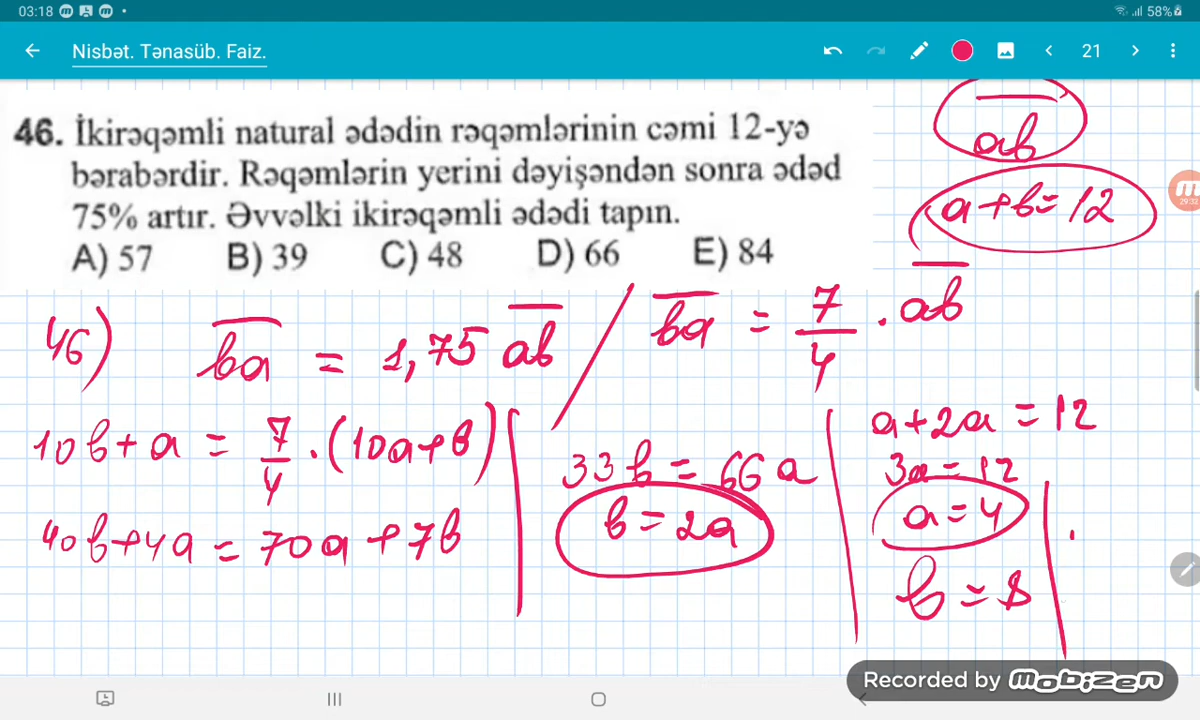 03:18
58%
Nisbət. Tənasüb. Faiz.
21
46. İkirəqəmli natural ədədin rəqəmlərinin cəmi 12-yə
bərabərdir. Rəqəmlərin yerini dəyişəndən sonra ədəd
75% artır. Əvvəlki ikirəqəmli ədədi tapın.
A) 57 B) 39 C) 48 D) 66 E) 84
ab
a+b=12
29:33
46) ba = 1,75 ab / ba = 7/4 · ab
10b+a = 7/4 · (10a+b)
40b+4a = 70a+7b
33b = 66a
b = 2a
a+2a = 12
3a = 12
a = 4
b = 8
Recorded by mobizen